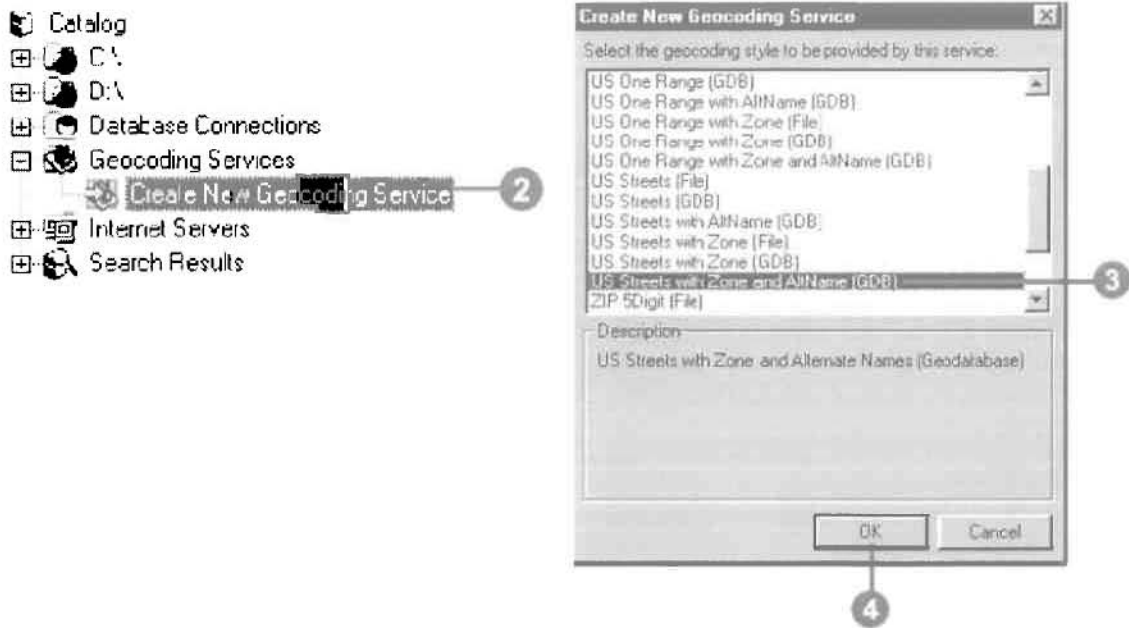 Catalog
C:\
D:\
Database Connections
Geocoding Services
Create New Geocoding Service
2
Internet Servers
Search Results
Create New Geocoding Service
Select the geocoding style to be provided by this service:
US One Range (GDB)
US One Range with AltName (GDB)
US One Range with Zone (File)
US One Range with Zone (GDB)
US One Range with Zone and AltName (GDB)
US Streets (File)
US Streets (GDB)
US Streets with AltName (GDB)
US Streets with Zone (File)
US Streets with Zone (GDB)
US Streets with Zone and AltName (GDB)
3
ZIP 5Digit (File)
Description
US Streets with Zone and Alternate Names (Geodatabase)
OK
Cancel
4